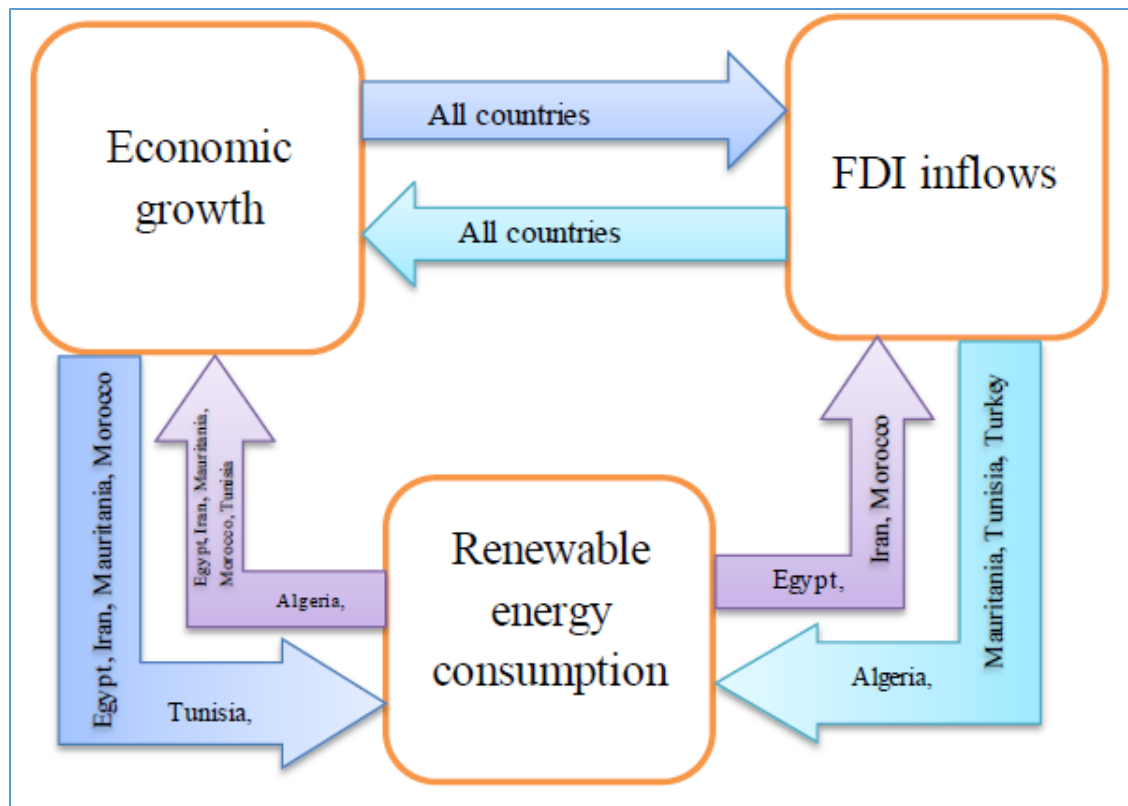 Economic
growth
All countries
FDI inflows
All countries
Egypt, Iran, Mauritania, Morocco
Tunisia,
Egypt, Iran, Mauritania,
Morocco, Tunisia
Algeria,
Renewable
energy
consumption
Egypt,
Iran, Morocco
Algeria,
Mauritania, Tunisia, Turkey